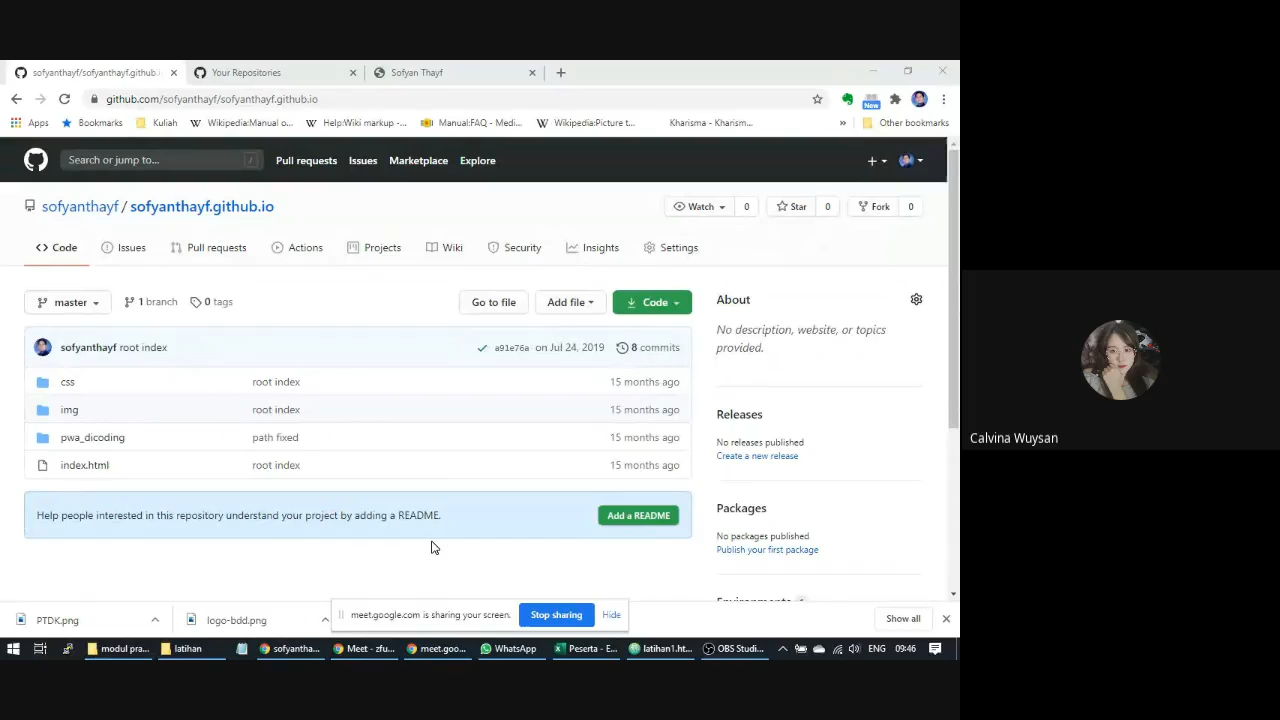 sofyanthayf/sofyanthayf.github.
Your Repositories
Sofyan Thayf
github.com/sofyanthayf/sofyanthayf.github.io
New
Apps
Bookmarks
Kuliah
Wikipedia:Manual o...
Help:Wiki markup -...
Manual:FAQ - Medi...
Wikipedia:Picture t...
Kharisma - Kharism...
»
Other bookmarks
Search or jump to...
/
Pull requests
Issues
Marketplace
Explore
sofyanthayf / sofyanthayf.github.io
Watch 0
Star 0
Fork 0
Code
Issues
Pull requests
Actions
Projects
Wiki
Security
Insights
Settings
master
1 branch
0 tags
Go to file
Add file
Code
sofyanthayf root index
a91e76a on Jul 24, 2019
8 commits
css root index 15 months ago
img root index 15 months ago
pwa_dicoding path fixed 15 months ago
index.html root index 15 months ago
Help people interested in this repository understand your project by adding a README.
Add a README
About
No description, website, or topics
provided.
Releases
No releases published
Create a new release
Packages
No packages published
Publish your first package
Environments
Calvina Wuysan
PTDK.png
logo-bdd.png
meet.google.com is sharing your screen.
Stop sharing
Hide
Show all
modul pra...
latihan
sofyantha...
Meet - zfu...
meet.goo...
WhatsApp
Peserta - E...
latihan1.ht...
OBS Studi...
ENG
09:46